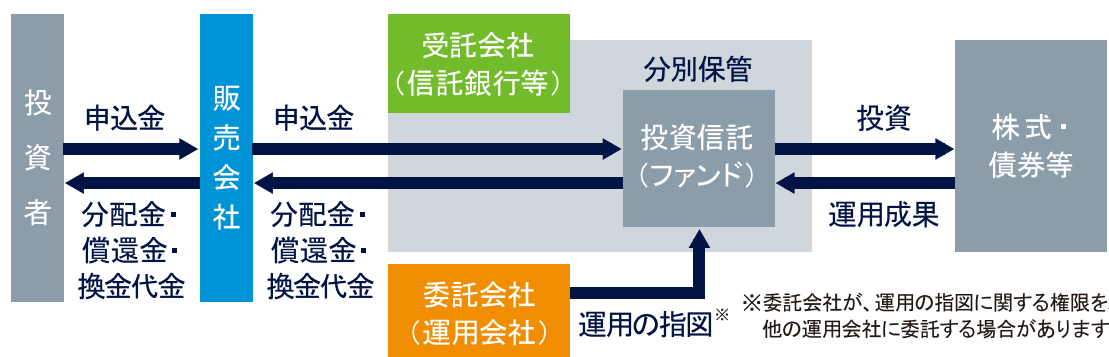 投資者
申込金
分配金・
償還金・
換金代金
販売会社
申込金
分配金・
償還金・
換金代金
受託会社
（信託銀行等）
分別保管
投資信託
（ファンド）
委託会社
（運用会社）
運用の指図※
投資
運用成果
株式・
債券等
※委託会社が、運用の指図に関する権限を、
他の運用会社に委託する場合があります